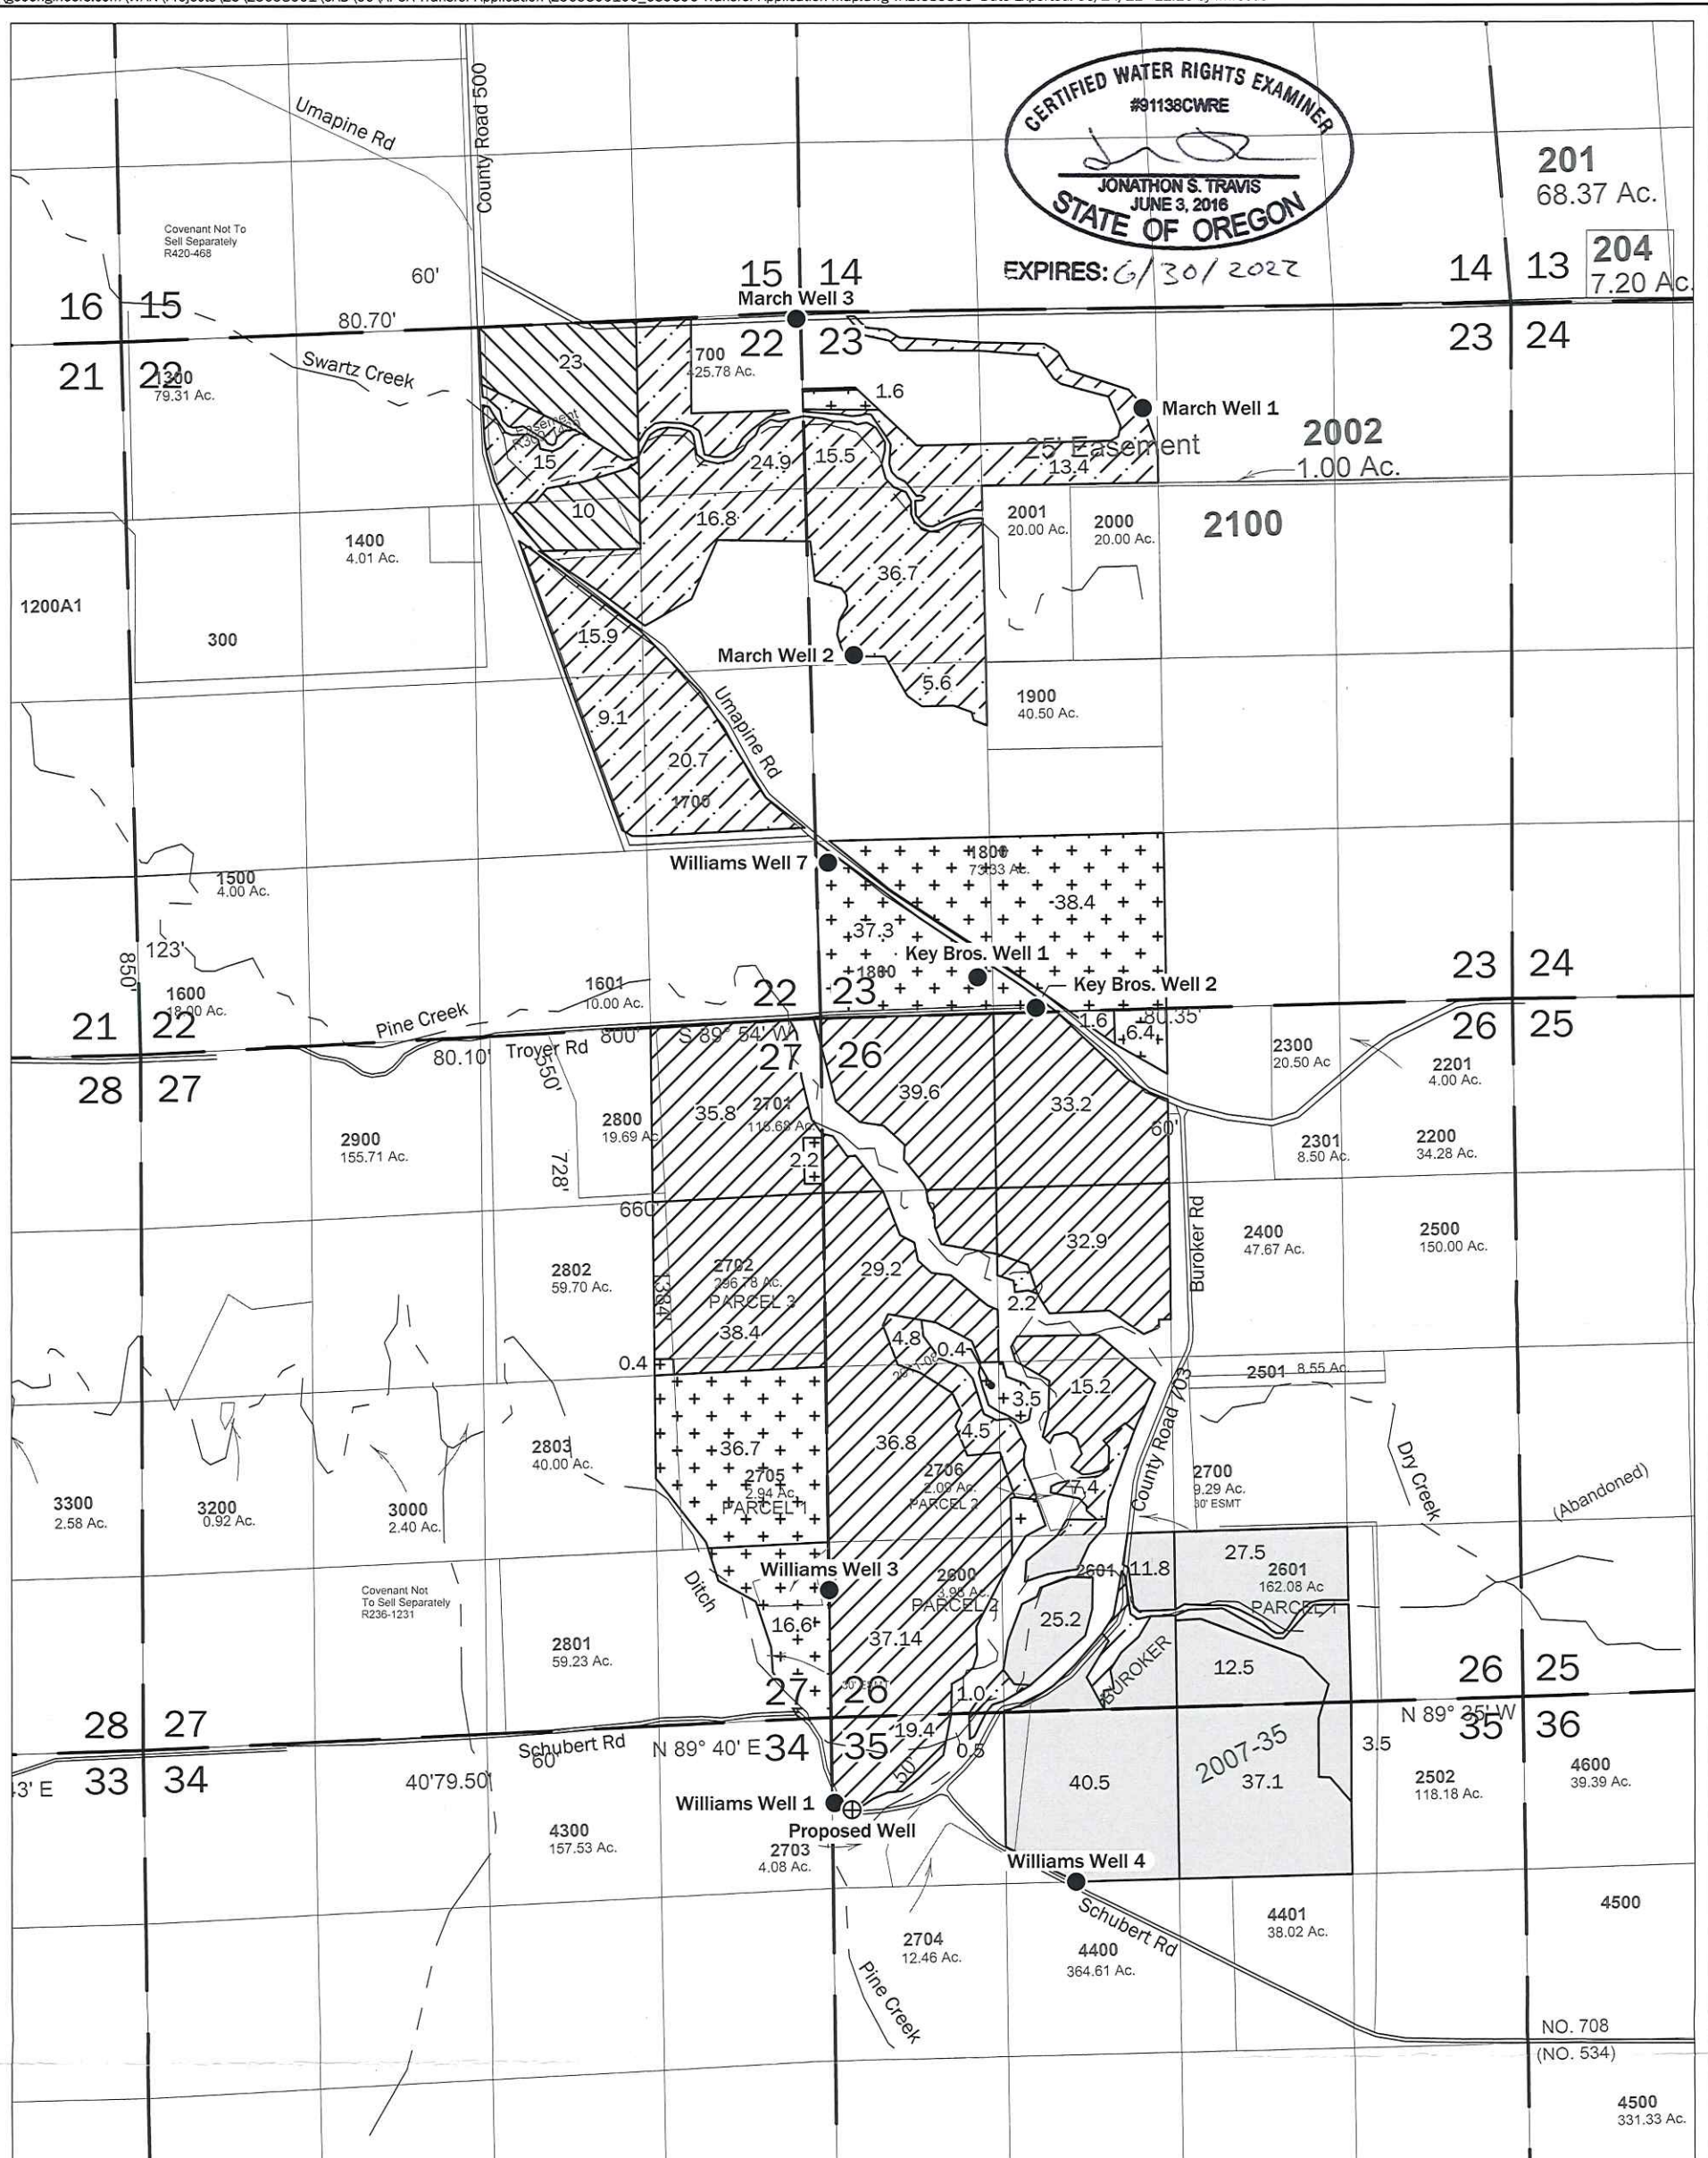 CERTIFIED WATER RIGHTS EXAMINER
#91138CWRE
JONATHON S. TRAVIS
JUNE 3, 2016
STATE OF OREGON
EXPIRES: 6/30/2022
Umapine Rd
County Road 500
201
68.37 Ac.
204
7.20 Ac.
Covenant Not To
Sell Separately
R420-468
60'
15 14
14 13
March Well 3
16 15
80.70'
22 23
23 24
21 22
1300
79.31 Ac.
Swartz Creek
23
1700
425.78 Ac.
1.6
March Well 1
Easement
15
24.9
15.5
25' Easement
13.4
2002
1.00 Ac.
10
16.8
2001
20.00 Ac.
2000
20.00 Ac.
2100
1400
4.01 Ac.
36.7
1200A1
300
15.9
March Well 2
5.6
1900
40.50 Ac.
9.1
Umapine Rd
20.7
1700
Williams Well 7
1800
73.33 Ac.
1500
4.00 Ac.
38.4
37.3
123'
850'
Key Bros. Well 1
1800
23 24
Key Bros. Well 2
1600
18.00 Ac.
1601
10.00 Ac.
22 23
21 22
Pine Creek
80.10'
Troyer Rd
800'
S 89° 54' W
1.6
80.35'
6.4
26 25
27 26
550'
2300
20.50 Ac
2201
4.00 Ac.
28 27
39.6
33.2
35.8
2701
116.68 Ac.
2800
19.69 Ac
60'
2900
155.71 Ac.
2301
8.50 Ac.
2200
34.28 Ac.
728'
2.2
660'
Buroker Rd
2400
47.67 Ac.
2500
150.00 Ac.
32.9
2802
59.70 Ac.
2702
296.78 Ac.
PARCEL 3
1384'
29.2
2.2
38.4
4.8
0.4
0.4
2501 8.55 Ac
15.2
3.5
4.5
County Road 703
36.7
36.8
2803
40.00 Ac.
2705
2.94 Ac.
PARCEL 1
2706
2.09 Ac.
PARCEL 2
7.4
2700
9.29 Ac.
30' ESMT
Dry Creek
(Abandoned)
3300
2.58 Ac.
3200
0.92 Ac.
3000
2.40 Ac.
Williams Well 3
Ditch
27.5
11.8
2601
162.08 Ac
PARCEL 1
2601
2600
3.98 Ac.
PARCEL 2
Covenant Not
To Sell Separately
R236-1231
16.6
25.2
37.14
2801
59.23 Ac.
BUROKER
12.5
26 25
27 26
30' ESMT
1.0
28 27
Schubert Rd
60'
N 89° 40' E
34 35
19.4
0.5
50'
N 89° 35' W
35 36
33 34
40'79.50'
2007-35
3.5
40.5
37.1
2502
118.18 Ac.
4600
39.39 Ac.
43' E
Williams Well 1
Proposed Well
4300
157.53 Ac.
2703
4.08 Ac.
Williams Well 4
Schubert Rd
4401
38.02 Ac.
4500
2704
12.46 Ac.
4400
364.61 Ac.
Pine Creek
NO. 708
(NO. 534)
4500
331.33 Ac.